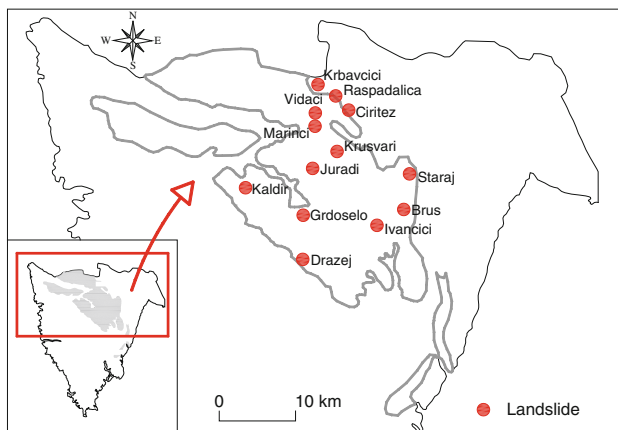 N
W E
S
Krbavcici
Raspadalica
Vidaci
Ciritez
Marinci
Krusvari
Juradi
Staraj
Kaldir
Grdoselo
Brus
Ivancici
Drazej
0 10 km
Landslide